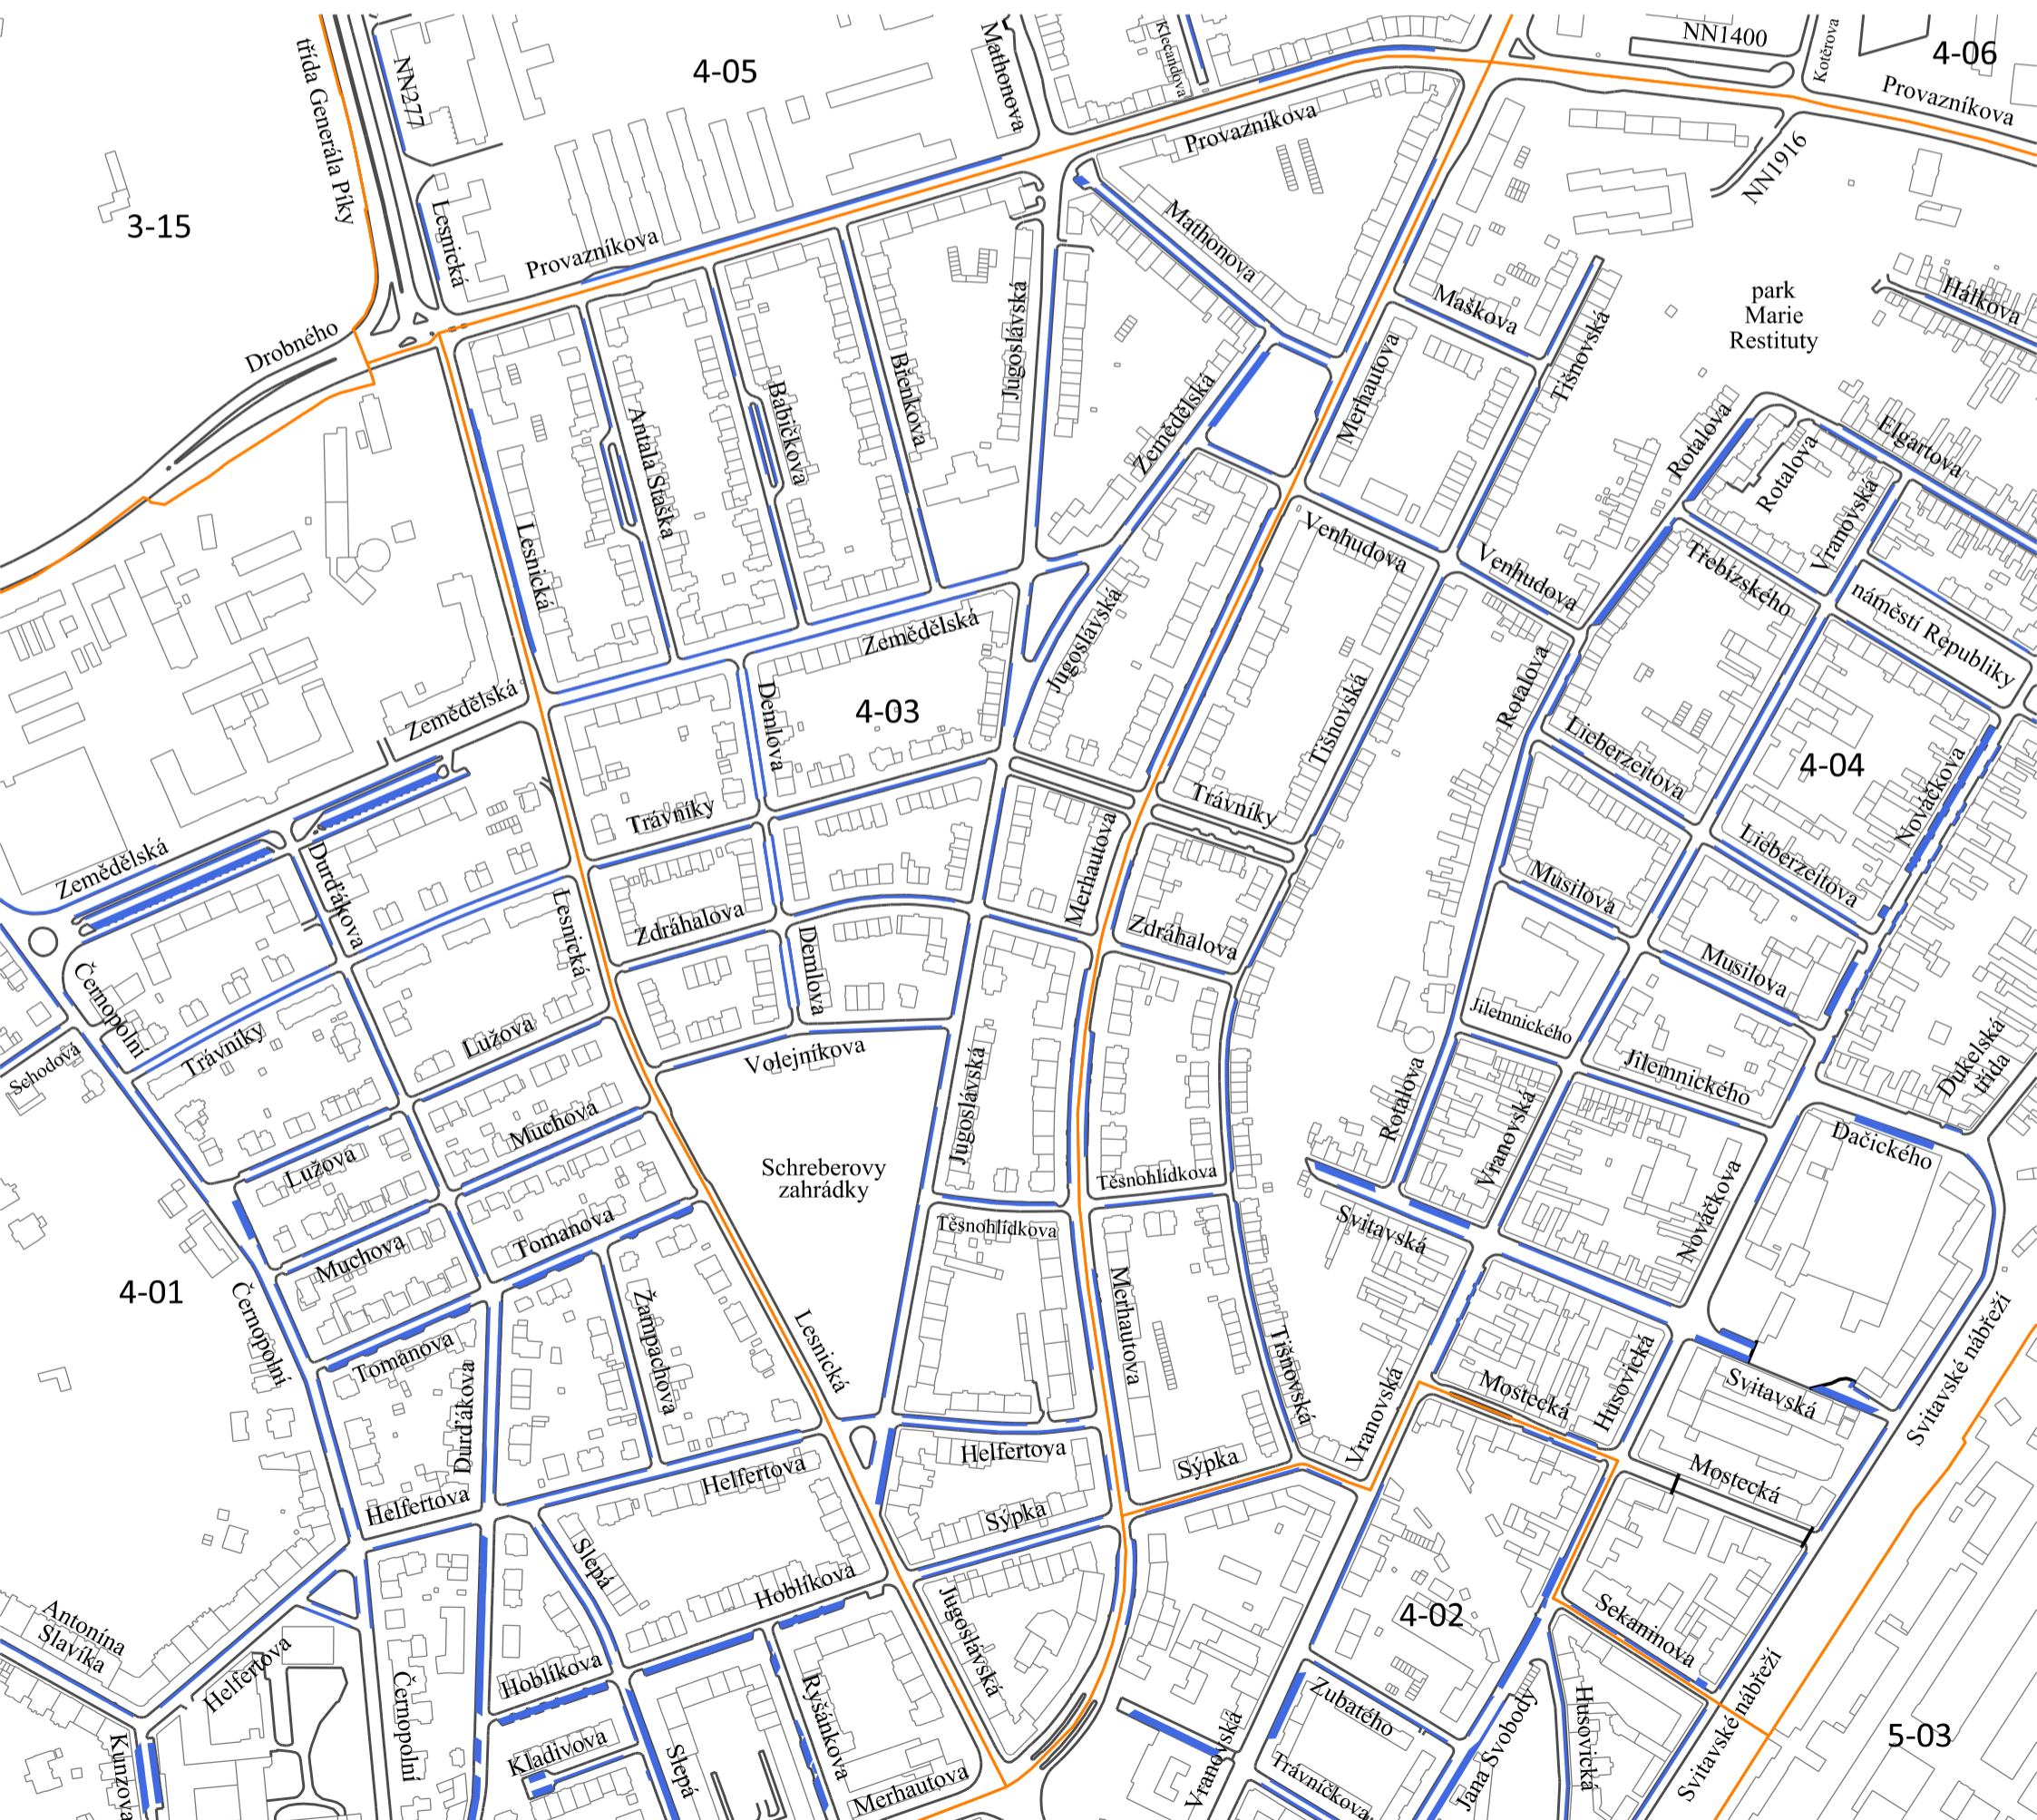 třída Generála Píky
NN277
4-05
Mathonova
Klecandova
NN1400
Kotěrova
4-06
Provazníkova
Provazníkova
NN1916
3-15
Lesnická
Provazníkova
Mathonova
Jugoslávská
Maškova
Tišnovská
park
Marie
Restituty
Hálkova
Drobného
Břenkova
Babičkova
Antala Staška
Zemědělská
Merhautova
Rotalova
Rotalova
Elgartova
Vranovská
Lesnická
Venhudova
Venhudova
Třebízského
náměstí Republiky
Zemědělská
Jugoslávská
Zemědělská
Demlova
4-03
Tišnovská
Rotalova
Lieberzeitova
4-04
Nováčkova
Trávníky
Trávníky
Merhautova
Lieberzeitova
Zemědělská
Durďákova
Lesnická
Zdráhalova
Demlova
Zdráhalova
Musilova
Musilova
Černopolní
Trávníky
Lužova
Volejníkova
Jugoslávská
Jilemnického
Jilemnického
Schodová
Rotalova
Vranovská
Dukelská
třída
Dačického
Muchova
Lužova
Schreberovy
zahrádky
Těsnohlídkova
Těsnohlídkova
Svitavská
Nováčkova
Tomanova
Muchova
4-01
Černopolní
Žampachova
Lesnická
Merhautova
Tišnovská
Tomanova
Durďákova
Vranovská
Mostecká
Husovická
Svitavská
Svitavské nábřeží
Helfertova
Helfertova
Helfertova
Sýpka
Sýpka
Mostecká
Slepá
Hoblíkova
Jugoslávská
4-02
Sekaninova
Antonína
Slavíka
Helfertova
Černopolní
Hoblíkova
Kladivova
Slepá
Ryšánkova
Merhautova
Zubatého
Trávníčkova
Vranovská
Jana Svobody
Husovická
Svitavské nábřeží
5-03
Kunzova